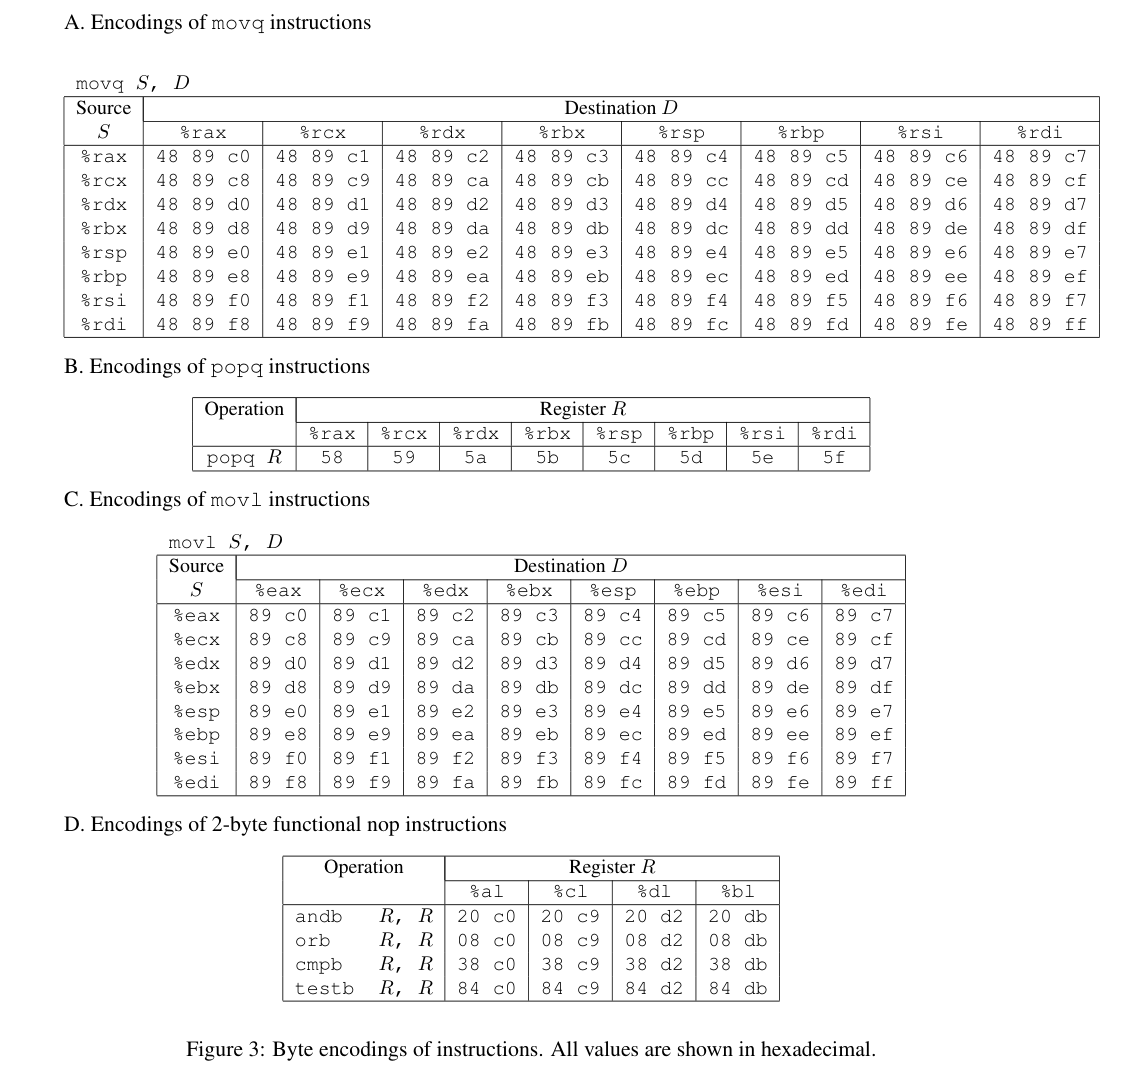 A. Encodings of movq instructions
movq S, D
Source Destination D
S %rax %rcx %rdx %rbx %rsp %rbp %rsi %rdi
%rax 48 89 c0 48 89 c1 48 89 c2 48 89 c3 48 89 c4 48 89 c5 48 89 c6 48 89 c7
%rcx 48 89 c8 48 89 c9 48 89 ca 48 89 cb 48 89 cc 48 89 cd 48 89 ce 48 89 cf
%rdx 48 89 d0 48 89 d1 48 89 d2 48 89 d3 48 89 d4 48 89 d5 48 89 d6 48 89 d7
%rbx 48 89 d8 48 89 d9 48 89 da 48 89 db 48 89 dc 48 89 dd 48 89 de 48 89 df
%rsp 48 89 e0 48 89 e1 48 89 e2 48 89 e3 48 89 e4 48 89 e5 48 89 e6 48 89 e7
%rbp 48 89 e8 48 89 e9 48 89 ea 48 89 eb 48 89 ec 48 89 ed 48 89 ee 48 89 ef
%rsi 48 89 f0 48 89 f1 48 89 f2 48 89 f3 48 89 f4 48 89 f5 48 89 f6 48 89 f7
%rdi 48 89 f8 48 89 f9 48 89 fa 48 89 fb 48 89 fc 48 89 fd 48 89 fe 48 89 ff
B. Encodings of popq instructions
Operation Register R
%rax %rcx %rdx %rbx %rsp %rbp %rsi %rdi
popq R 58 59 5a 5b 5c 5d 5e 5f
C. Encodings of movl instructions
movl S, D
Source Destination D
S %eax %ecx %edx %ebx %esp %ebp %esi %edi
%eax 89 c0 89 c1 89 c2 89 c3 89 c4 89 c5 89 c6 89 c7
%ecx 89 c8 89 c9 89 ca 89 cb 89 cc 89 cd 89 ce 89 cf
%edx 89 d0 89 d1 89 d2 89 d3 89 d4 89 d5 89 d6 89 d7
%ebx 89 d8 89 d9 89 da 89 db 89 dc 89 dd 89 de 89 df
%esp 89 e0 89 e1 89 e2 89 e3 89 e4 89 e5 89 e6 89 e7
%ebp 89 e8 89 e9 89 ea 89 eb 89 ec 89 ed 89 ee 89 ef
%esi 89 f0 89 f1 89 f2 89 f3 89 f4 89 f5 89 f6 89 f7
%edi 89 f8 89 f9 89 fa 89 fb 89 fc 89 fd 89 fe 89 ff
D. Encodings of 2-byte functional nop instructions
Operation Register R
%al %cl %dl %bl
andb R, R 20 c0 20 c9 20 d2 20 db
orb R, R 08 c0 08 c9 08 d2 08 db
cmpb R, R 38 c0 38 c9 38 d2 38 db
testb R, R 84 c0 84 c9 84 d2 84 db
Figure 3: Byte encodings of instructions. All values are shown in hexadecimal.